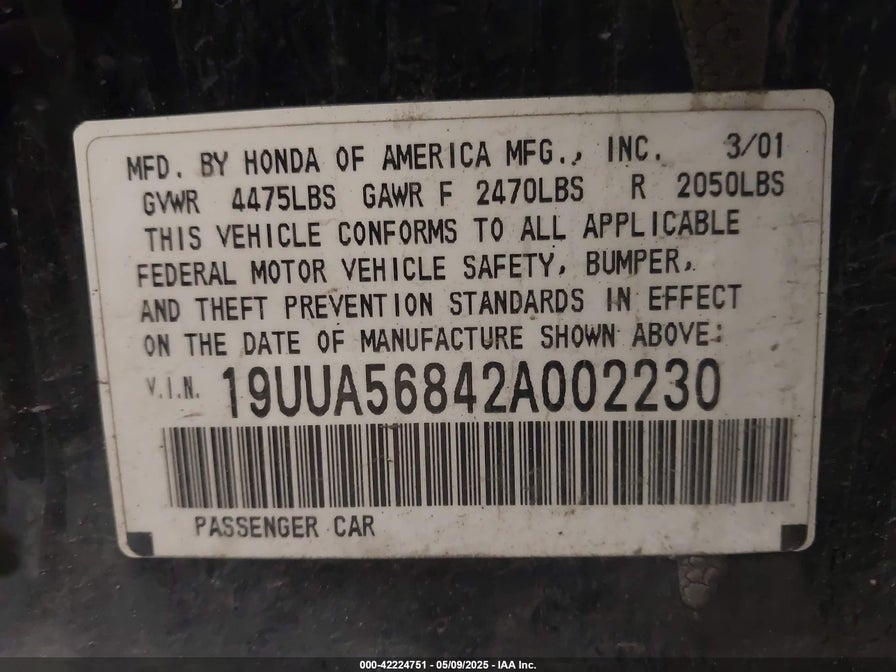 MFD. BY HONDA OF AMERICA MFG., INC. 3/01
GVWR 4475LBS GAWR F 2470LBS R 2050LBS
THIS VEHICLE CONFORMS TO ALL APPLICABLE
FEDERAL MOTOR VEHICLE SAFETY, BUMPER,
AND THEFT PREVENTION STANDARDS IN EFFECT
ON THE DATE OF MANUFACTURE SHOWN ABOVE:
V.I.N. 19UUA56842A002230
PASSENGER CAR
000-42224751 - 05/09/2025 - IAA Inc.